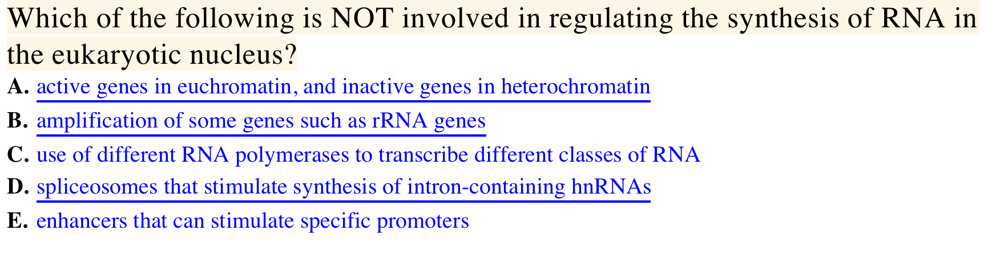 Which of the following is NOT involved in regulating the synthesis of RNA in
the eukaryotic nucleus?
A. active genes in euchromatin, and inactive genes in heterochromatin
B. amplification of some genes such as rRNA genes
C. use of different RNA polymerases to transcribe different classes of RNA
D. spliceosomes that stimulate synthesis of intron-containing hnRNAs
E. enhancers that can stimulate specific promoters